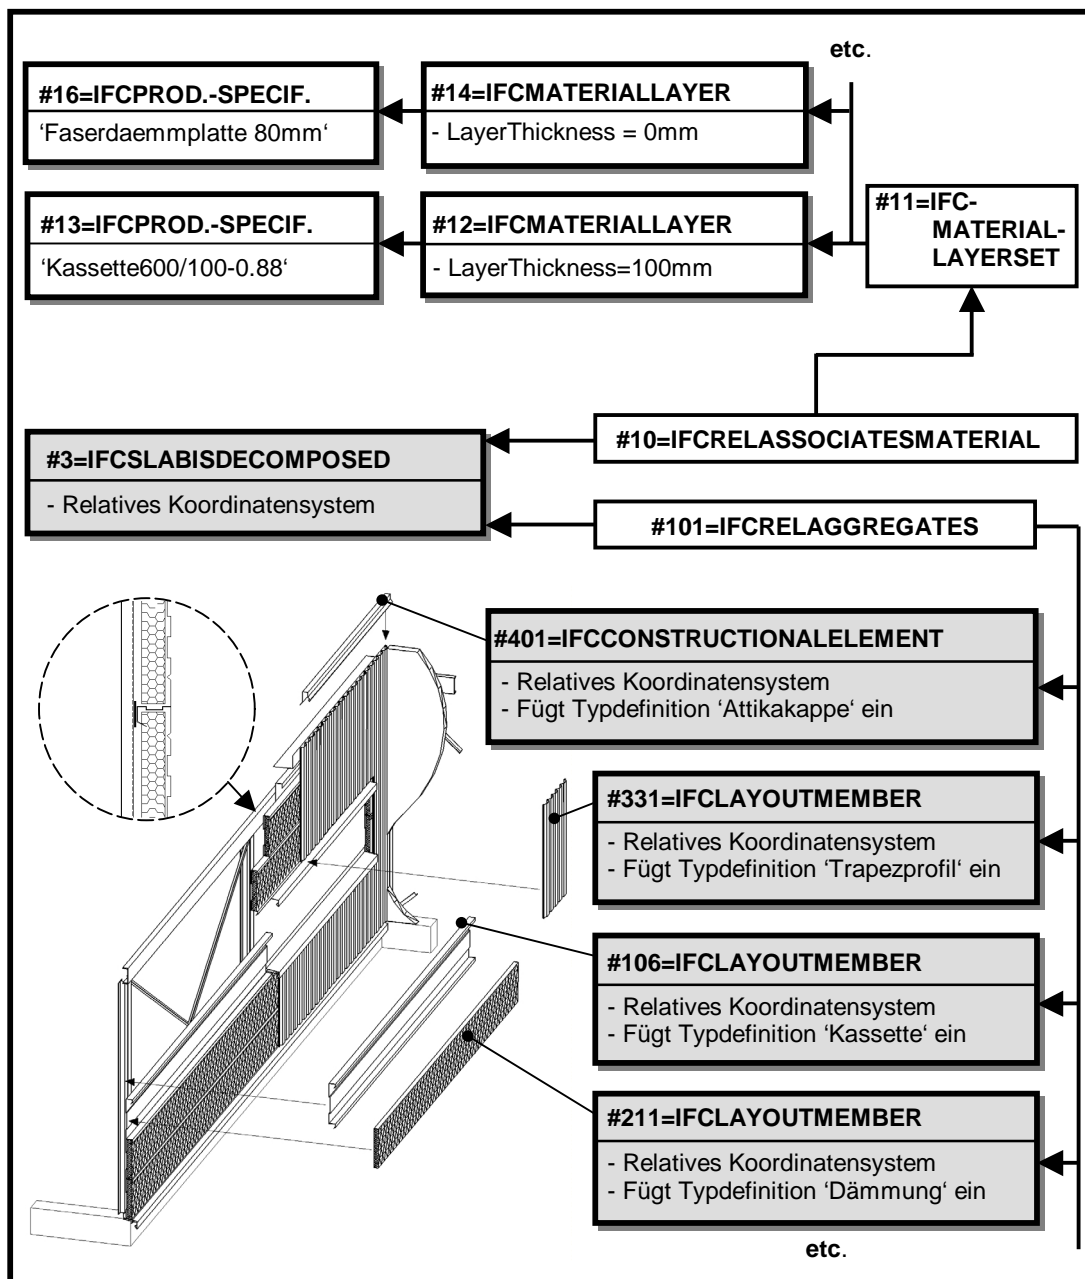 etc.
#16=IFCPROD.-SPECIF.
‘Faserdaemmplatte 80mm‘
#14=IFCMATERIALLAYER
- LayerThickness = 0mm
#13=IFCPROD.-SPECIF.
'Kassette600/100-0.88‘
#12=IFCMATERIALLAYER
- LayerThickness=100mm
#11=IFC-
MATERIAL-
LAYERSET
#10=IFCRELASSOCIATESMATERIAL
#3=IFCSLABISDECOMPOSED
- Relatives Koordinatensystem
#101=IFCRELAGGREGATES
#401=IFCCONSTRUCTIONALELEMENT
- Relatives Koordinatensystem
- Fügt Typdefinition ‘Attikakappe‘ ein
#331=IFCLAYOUTMEMBER
- Relatives Koordinatensystem
- Fügt Typdefinition ‘Trapezprofil‘ ein
#106=IFCLAYOUTMEMBER
- Relatives Koordinatensystem
- Fügt Typdefinition ‘Kassette‘ ein
#211=IFCLAYOUTMEMBER
- Relatives Koordinatensystem
- Fügt Typdefinition 'Dämmung‘ ein
etc.